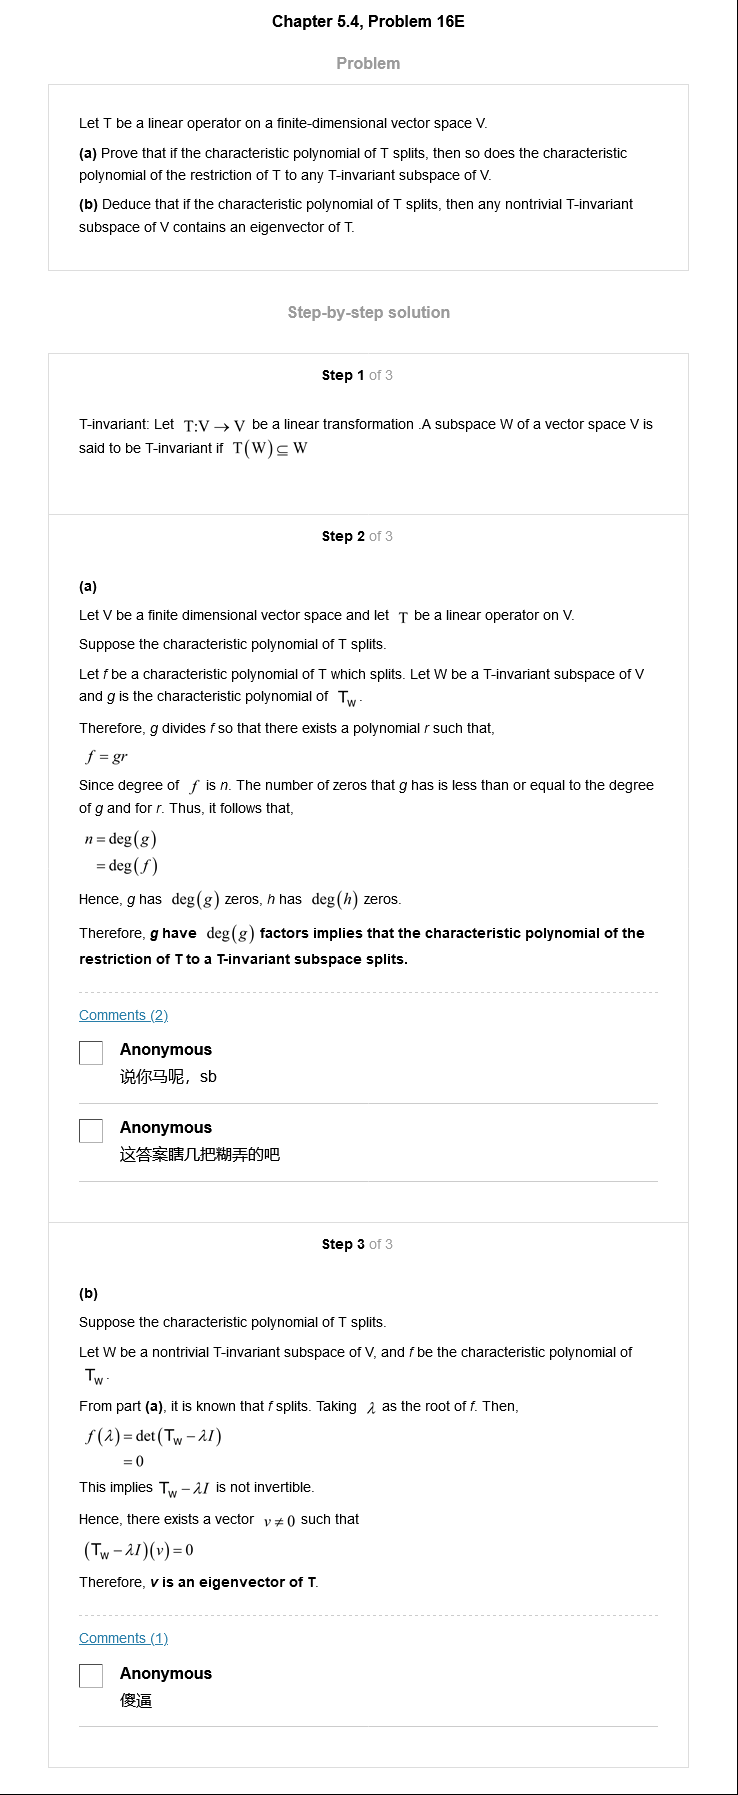 Chapter 5.4, Problem 16E
Problem
Let T be a linear operator on a finite-dimensional vector space V.
(a) Prove that if the characteristic polynomial of T splits, then so does the characteristic
polynomial of the restriction of T to any T-invariant subspace of V.
(b) Deduce that if the characteristic polynomial of T splits, then any nontrivial T-invariant
subspace of V contains an eigenvector of T.
Step-by-step solution
Step 1 of 3
T-invariant: Let T:V → V be a linear transformation .A subspace W of a vector space V is
said to be T-invariant if T(W) ⊆ W
Step 2 of 3
(a)
Let V be a finite dimensional vector space and let T be a linear operator on V.
Suppose the characteristic polynomial of T splits.
Let f be a characteristic polynomial of T which splits. Let W be a T-invariant subspace of V
and g is the characteristic polynomial of T_W.
Therefore, g divides f so that there exists a polynomial r such that,
f = gr
Since degree of f is n. The number of zeros that g has is less than or equal to the degree
of g and for r. Thus, it follows that,
n = deg(g)
= deg(f)
Hence, g has deg(g) zeros, h has deg(h) zeros.
Therefore, g have deg(g) factors implies that the characteristic polynomial of the
restriction of T to a T-invariant subspace splits.
Comments (2)
Anonymous
说你马呢，sb
Anonymous
这答案瞎几把糊弄的吧
Step 3 of 3
(b)
Suppose the characteristic polynomial of T splits.
Let W be a nontrivial T-invariant subspace of V, and f be the characteristic polynomial of
T_W.
From part (a), it is known that f splits. Taking λ as the root of f. Then,
f(λ) = det(T_W − λI)
= 0
This implies T_W − λI is not invertible.
Hence, there exists a vector v ≠ 0 such that
(T_W − λI)(v) = 0
Therefore, v is an eigenvector of T.
Comments (1)
Anonymous
傻逼